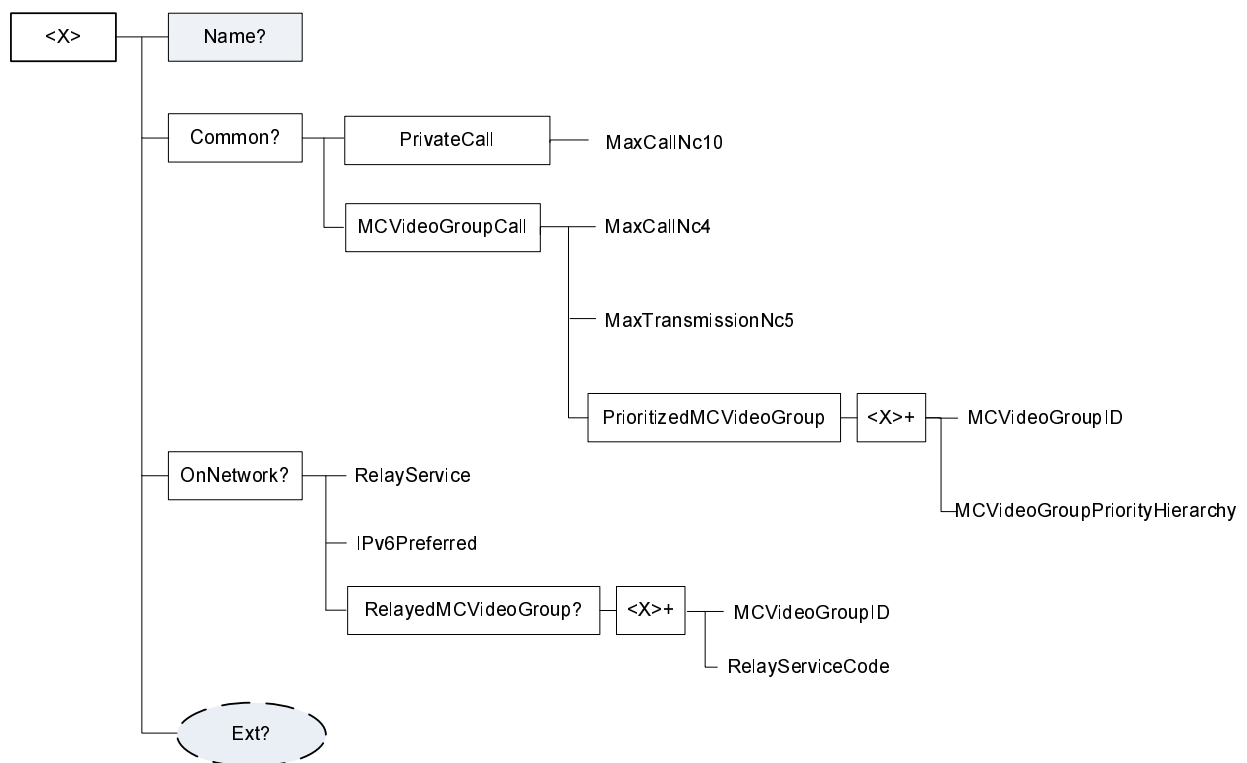 <X>
Name?
Common?
PrivateCall
MaxCallNc10
MCVideoGroupCall
MaxCallNc4
MaxTransmissionNc5
PrioritizedMCVideoGroup
<X>+
MCVideoGroupID
MCVideoGroupPriorityHierarchy
OnNetwork?
RelayService
IPv6Preferred
RelayedMCVideoGroup?
<X>+
MCVideoGroupID
RelayServiceCode
Ext?